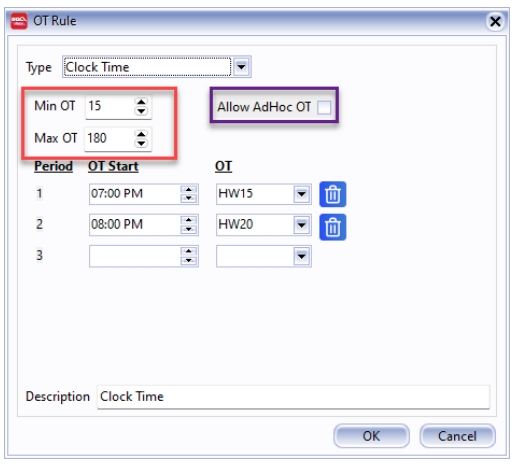 OT Rule
Type Clock Time
Min OT 15
Allow AdHoc OT
Max OT 180
Period OT Start OT
1 07:00 PM HW15
2 08:00 PM HW20
3
Description Clock Time
OK Cancel